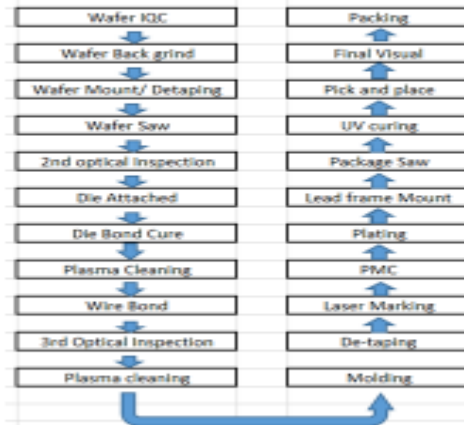 Wafer IQC
Wafer Back grind
Wafer Mount/ Detaping
Wafer Saw
2nd optical Inspection
Die Attached
Die Bond Cure
Plasma Cleaning
Wire Bond
3rd Optical Inspection
Plasma cleaning
Molding
De-taping
Laser Marking
PMC
Plating
Lead frame Mount
Package Saw
UV curing
Pick and place
Final Visual
Packing